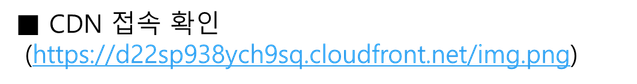 ■ CDN 접속 확인
(https://d22sp938ych9sq.cloudfront.net/img.png)